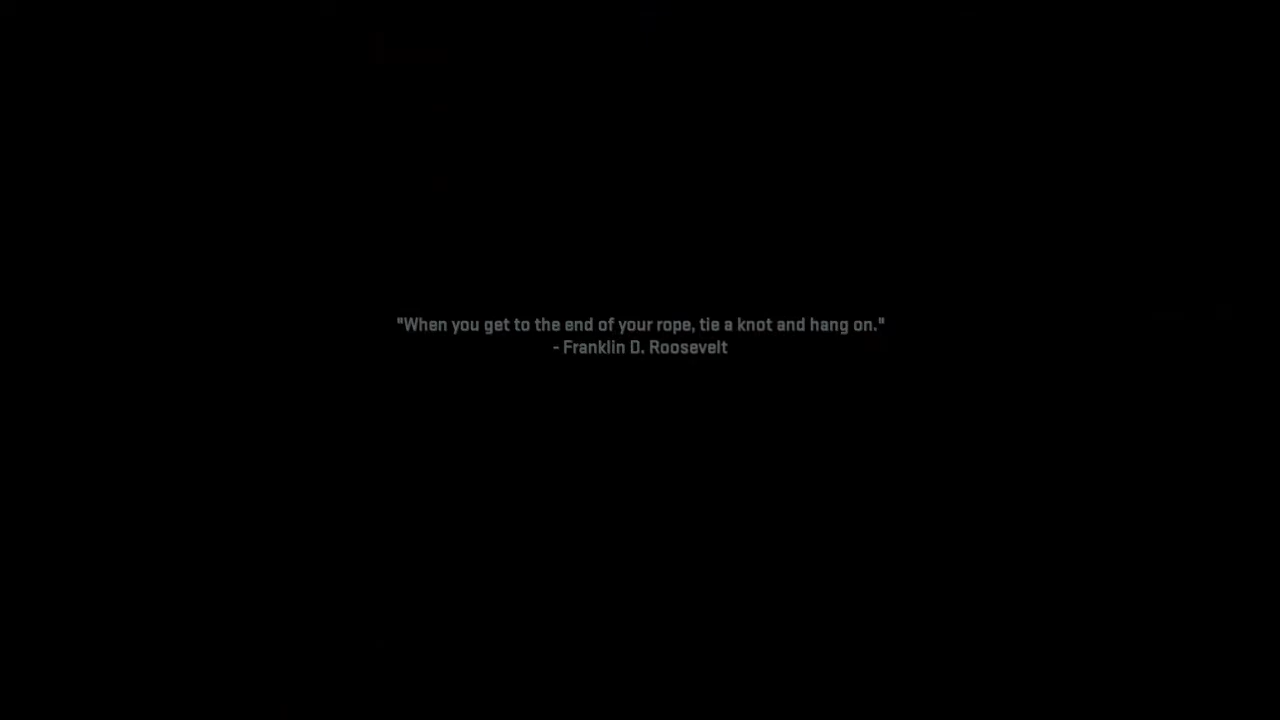 "When you get to the end of your rope, tie a knot and hang on."
- Franklin D. Roosevelt